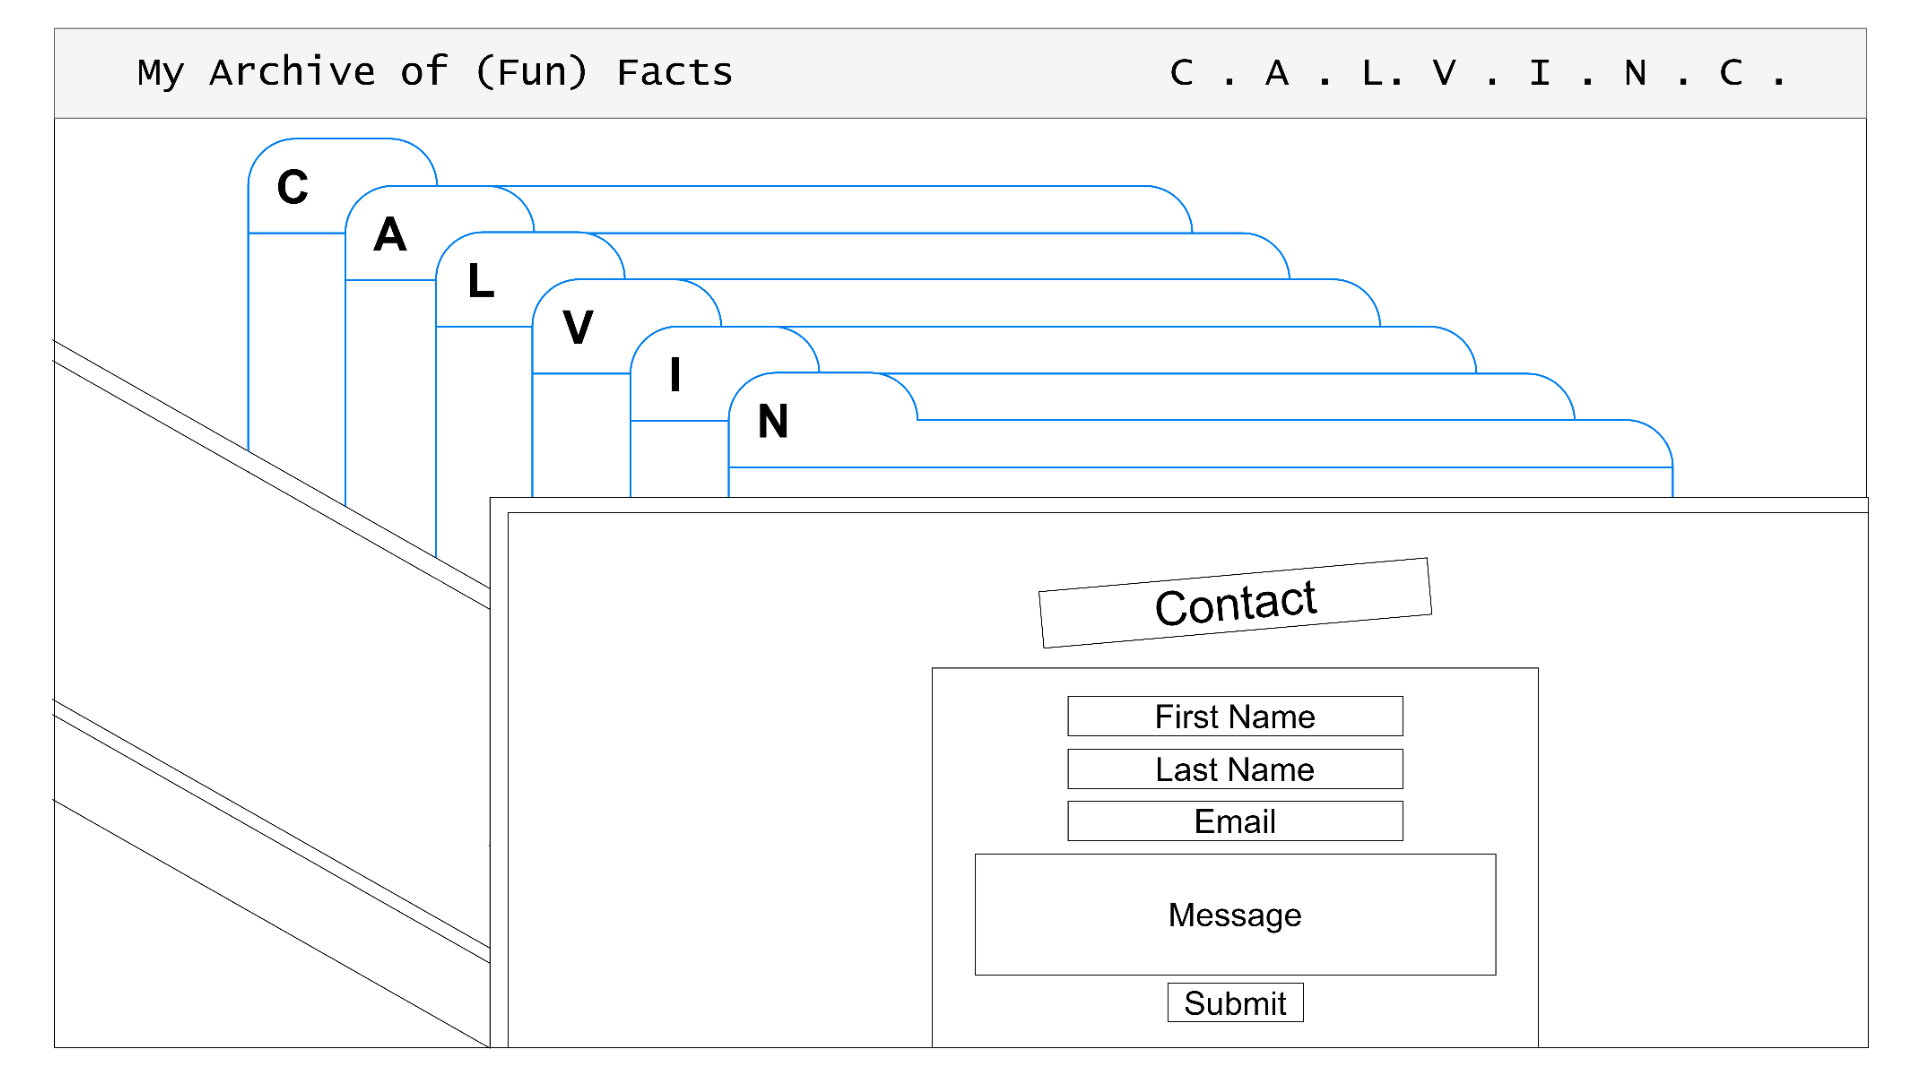 My Archive of (Fun) Facts
C . A . L. V . I . N . C .
C
A
L
V
I
N
Contact
First Name
Last Name
Email
Message
Submit